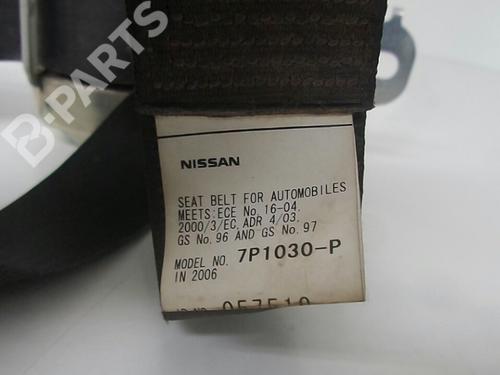 B-PARTS
NISSAN
SEAT BELT FOR AUTOMOBILES
MEETS:ECE No. 16-04.
2000/3/EC, ADR 4/03,
GS No. 96 AND GS No. 97
MODEL NO. 7P1030-P
IN 2006